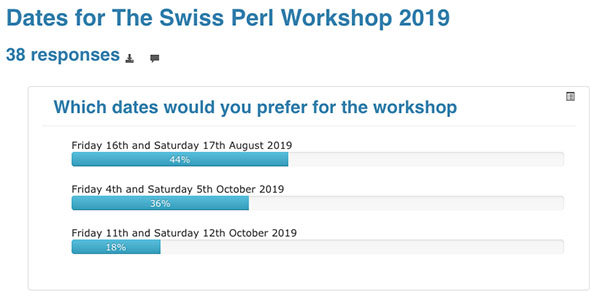 Dates for The Swiss Perl Workshop 2019
38 responses
Which dates would you prefer for the workshop
Friday 16th and Saturday 17th August 2019
44%
Friday 4th and Saturday 5th October 2019
36%
Friday 11th and Saturday 12th October 2019
18%